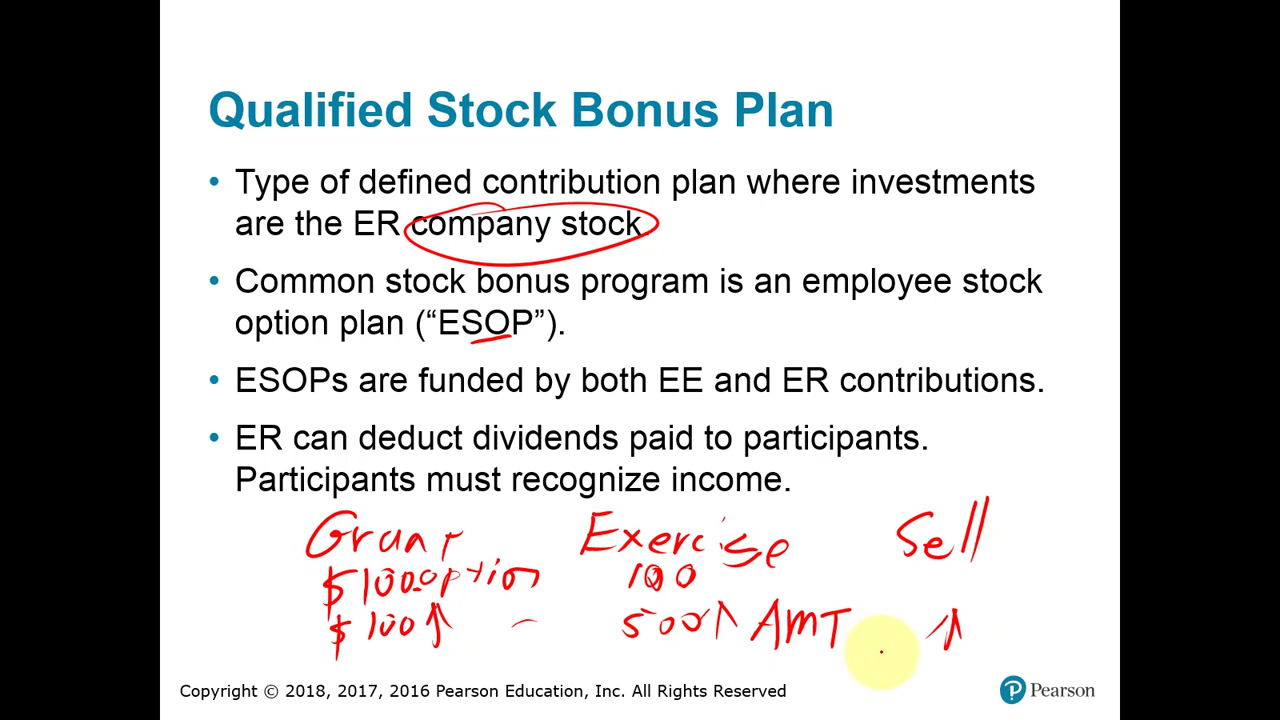 Qualified Stock Bonus Plan
• Type of defined contribution plan where investments
are the ER company stock.
• Common stock bonus program is an employee stock
option plan (“ESOP”).
• ESOPs are funded by both EE and ER contributions.
• ER can deduct dividends paid to participants.
Participants must recognize income.
Grant Exercise Sell
$100 option 100
$100 ↑ 500 ↑ AMT ↑
Copyright © 2018, 2017, 2016 Pearson Education, Inc. All Rights Reserved
P Pearson